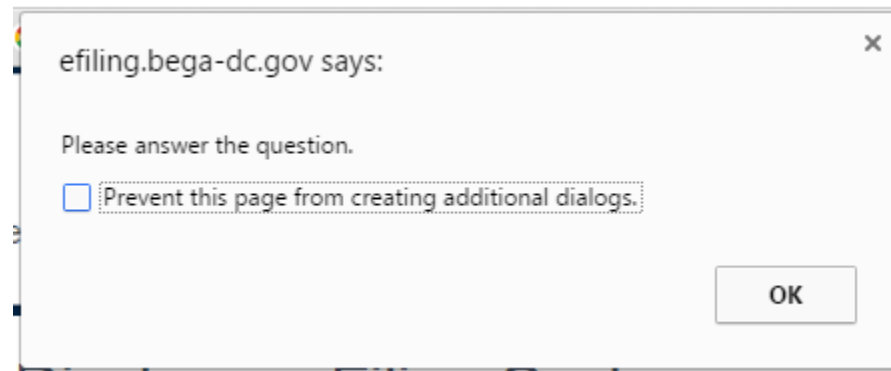 efiling.bega-dc.gov says:
Please answer the question.
Prevent this page from creating additional dialogs.
OK